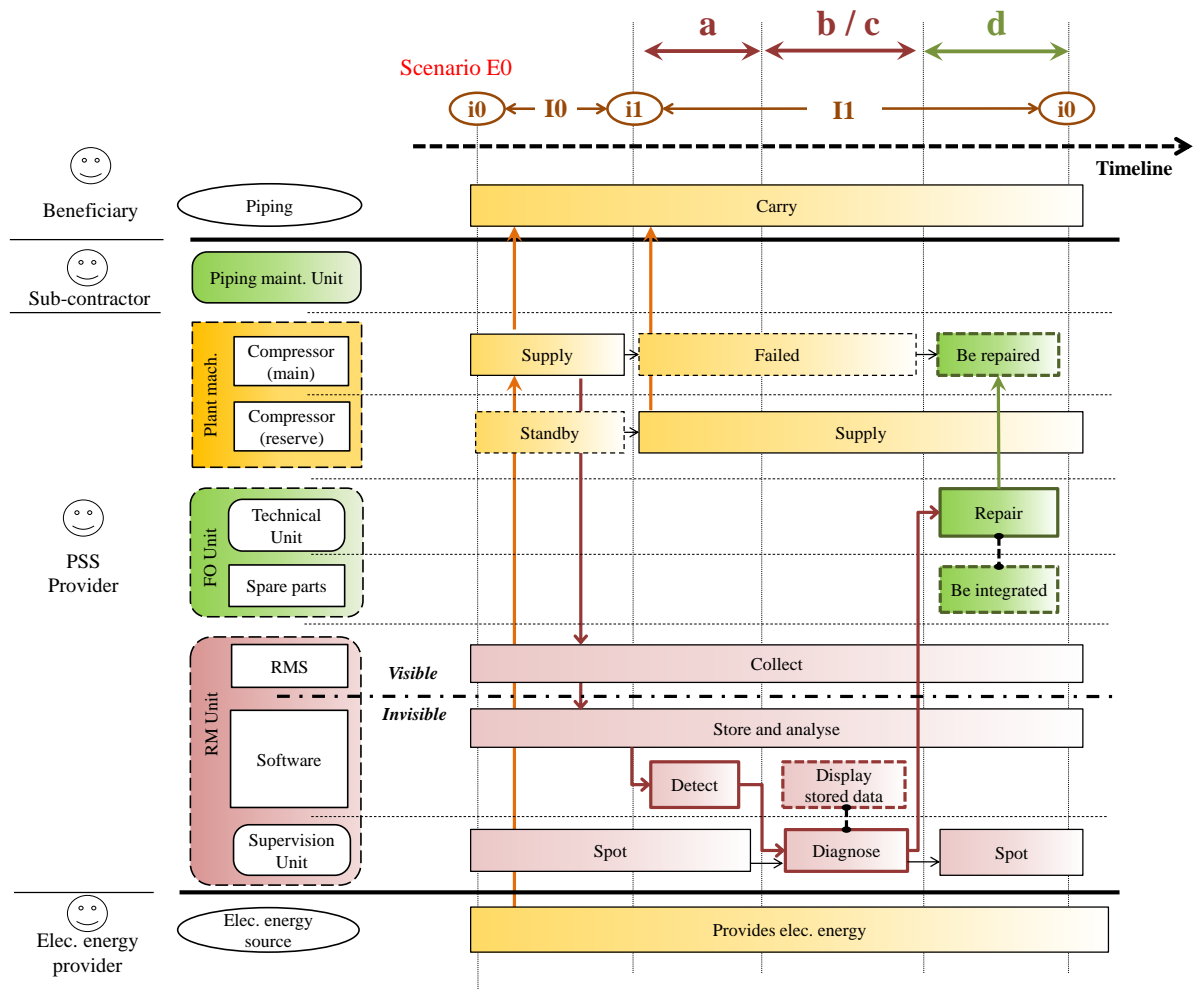 a
b / c
d
Scenario E0
i0
I0
i1
I1
i0
Timeline
Beneficiary
Piping
Carry
Sub-contractor
Piping maint. Unit
Plant mach.
Compressor
(main)
Supply
Failed
Be repaired
Compressor
(reserve)
Standby
Supply
PSS
Provider
FO Unit
Technical
Unit
Repair
Spare parts
Be integrated
RM Unit
RMS
Visible
Collect
Invisible
Software
Store and analyse
Detect
Display
stored data
Supervision
Unit
Spot
Diagnose
Spot
Elec. energy
provider
Elec. energy
source
Provides elec. energy